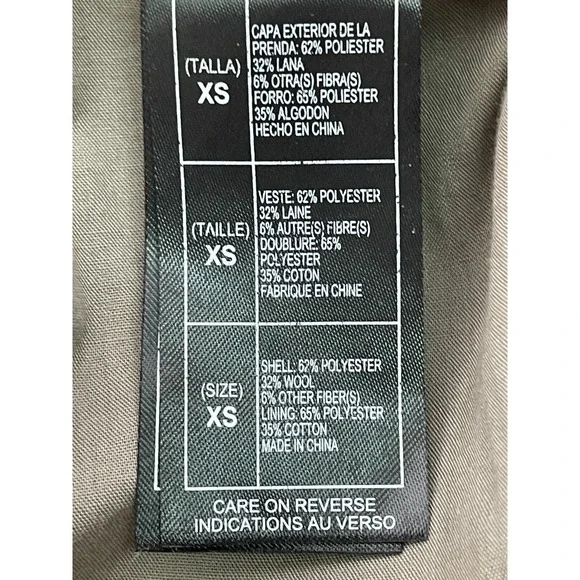 (TALLA)
XS
CAPA EXTERIOR DE LA
PRENDA: 62% POLIESTER
32% LANA
6% OTRA(S) FIBRA(S)
FORRO: 65% POLIESTER
35% ALGODON
HECHO EN CHINA
(TAILLE)
XS
VESTE: 62% POLYESTER
32% LAINE
6% AUTRE(S) FIBRE(S)
DOUBLURE: 65%
POLYESTER
35% COTON
FABRIQUE EN CHINE
(SIZE)
XS
SHELL: 62% POLYESTER
32% WOOL
6% OTHER FIBER(S)
LINING: 65% POLYESTER
35% COTTON
MADE IN CHINA
CARE ON REVERSE
INDICATIONS AU VERSO